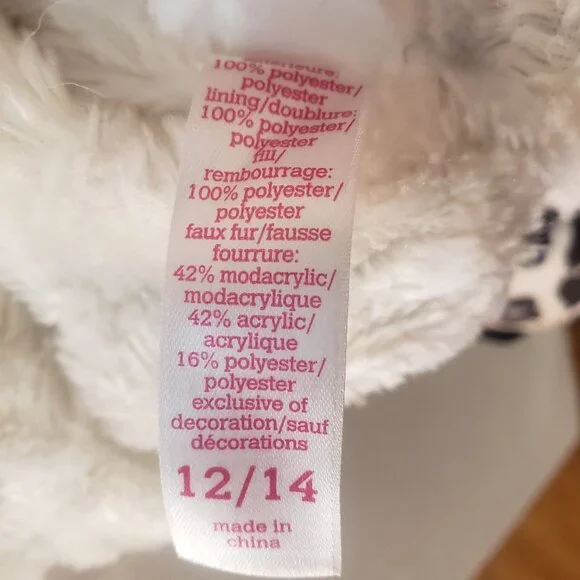 100% polyester/
polyester
lining/doublure:
100% polyester/
polyester
fill/
rembourrage:
100% polyester/
polyester
faux fur/fausse
fourrure:
42% modacrylic/
modacrylique
42% acrylic/
acrylique
16% polyester/
polyester
exclusive of
decoration/sauf
décorations
12/14
made in
china